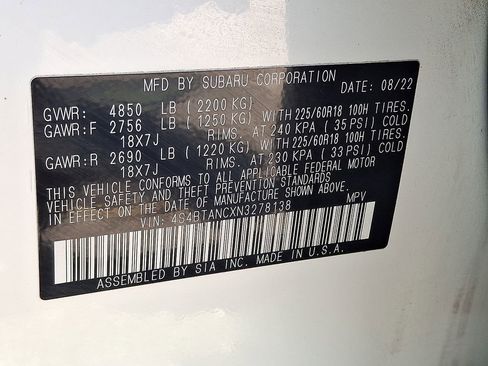 MFD BY SUBARU CORPORATION DATE: 08/22
GVWR: 4850 LB (2200 KG)
GAWR:F 2756 LB (1250 KG) WITH 225/60R18 100H TIRES.
18X7J RIMS. AT 240 KPA (35 PSI) COLD
GAWR:R 2690 LB (1220 KG) WITH 225/60R18 100H TIRES.
18X7J RIMS. AT 230 KPA (33 PSI) COLD
THIS VEHICLE CONFORMS TO ALL APPLICABLE FEDERAL MOTOR
VEHICLE SAFETY AND THEFT PREVENTION STANDARDS
IN EFFECT ON THE DATE OF MANUFACTURE SHOWN ABOVE.
VIN: 4S4BTANCXN3278138 MPV
ASSEMBLED BY SIA INC. MADE IN U.S.A.